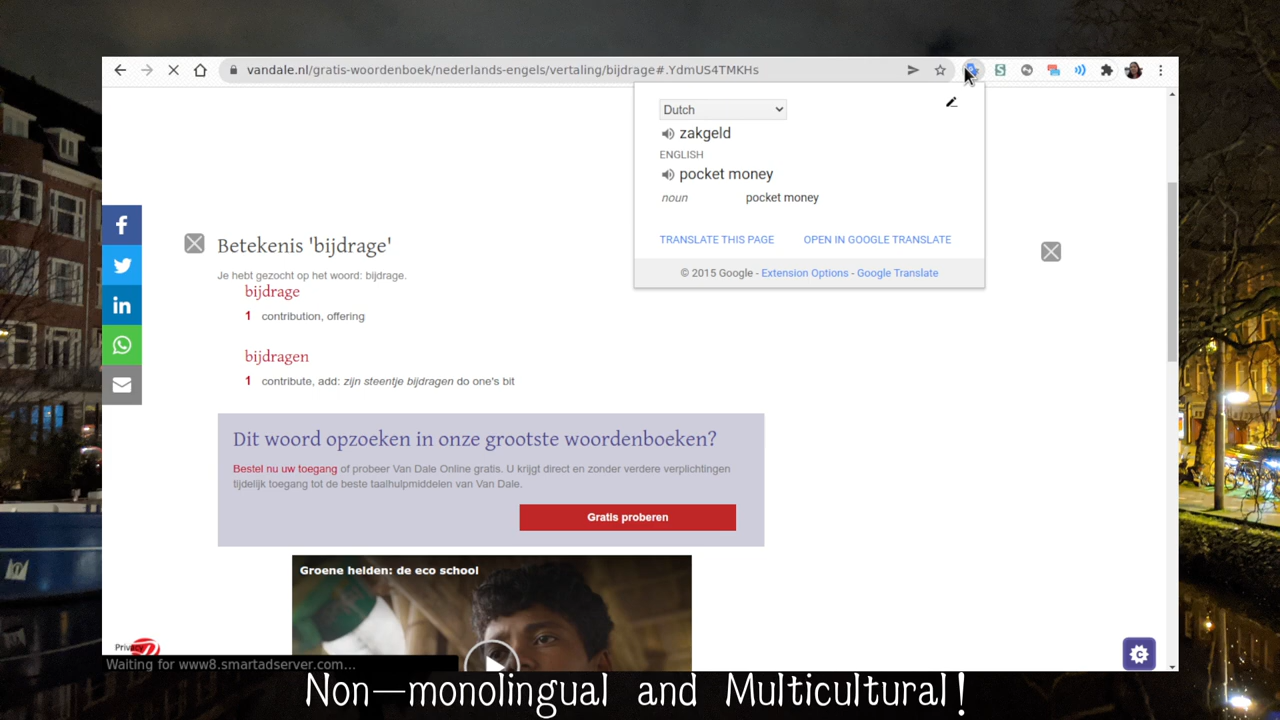 vandale.nl/gratis-woordenboek/nederlands-engels/vertaling/bijdrage#.YdmUS4TMKHs
Dutch
zakgeld
ENGLISH
pocket money
noun pocket money
TRANSLATE THIS PAGE OPEN IN GOOGLE TRANSLATE
© 2015 Google - Extension Options - Google Translate
Betekenis 'bijdrage'
Je hebt gezocht op het woord: bijdrage.
bijdrage
1 contribution, offering
bijdragen
1 contribute, add: zijn steentje bijdragen do one's bit
Dit woord opzoeken in onze grootste woordenboeken?
Bestel nu uw toegang of probeer Van Dale Online gratis. U krijgt direct en zonder verdere verplichtingen
tijdelijk toegang tot de beste taalhulpmiddelen van Van Dale.
Gratis proberen
Groene helden: de eco school
Waiting for www8.smartadserver.com...
Non-monolingual and Multicultural!